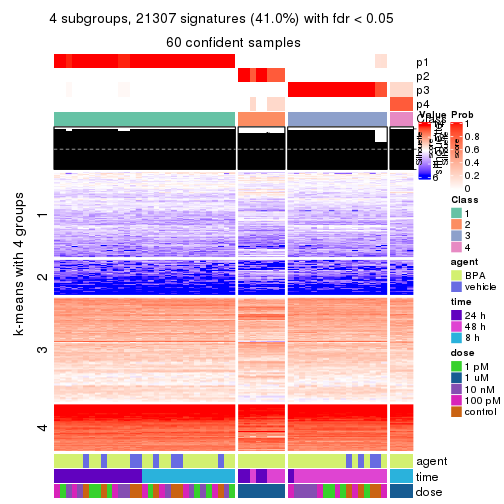 4 subgroups, 21307 signatures (41.0%) with fdr < 0.05
60 confident samples
p1
p2
p3
p4
Class
Value
Prob
1
0.8
0.6
0.4
0.2
0
6
Silhouette
score
k-means with 4 groups
1
2
3
4
Class
1
2
3
4
agent
BPA
vehicle
time
24 h
48 h
8 h
dose
1 pM
1 uM
10 nM
100 pM
control
agent
time
dose